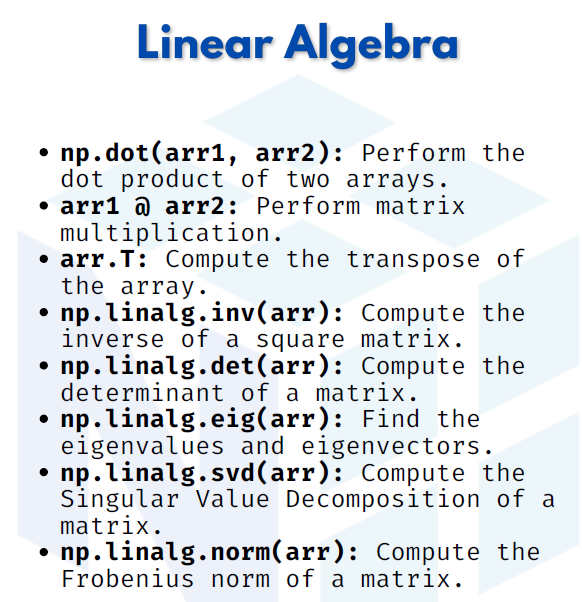 Linear Algebra
• np.dot(arr1, arr2): Perform the
dot product of two arrays.
• arr1 @ arr2: Perform matrix
multiplication.
• arr.T: Compute the transpose of
the array.
• np.linalg.inv(arr): Compute the
inverse of a square matrix.
• np.linalg.det(arr): Compute the
determinant of a matrix.
• np.linalg.eig(arr): Find the
eigenvalues and eigenvectors.
• np.linalg.svd(arr): Compute the
Singular Value Decomposition of a
matrix.
• np.linalg.norm(arr): Compute the
Frobenius norm of a matrix.